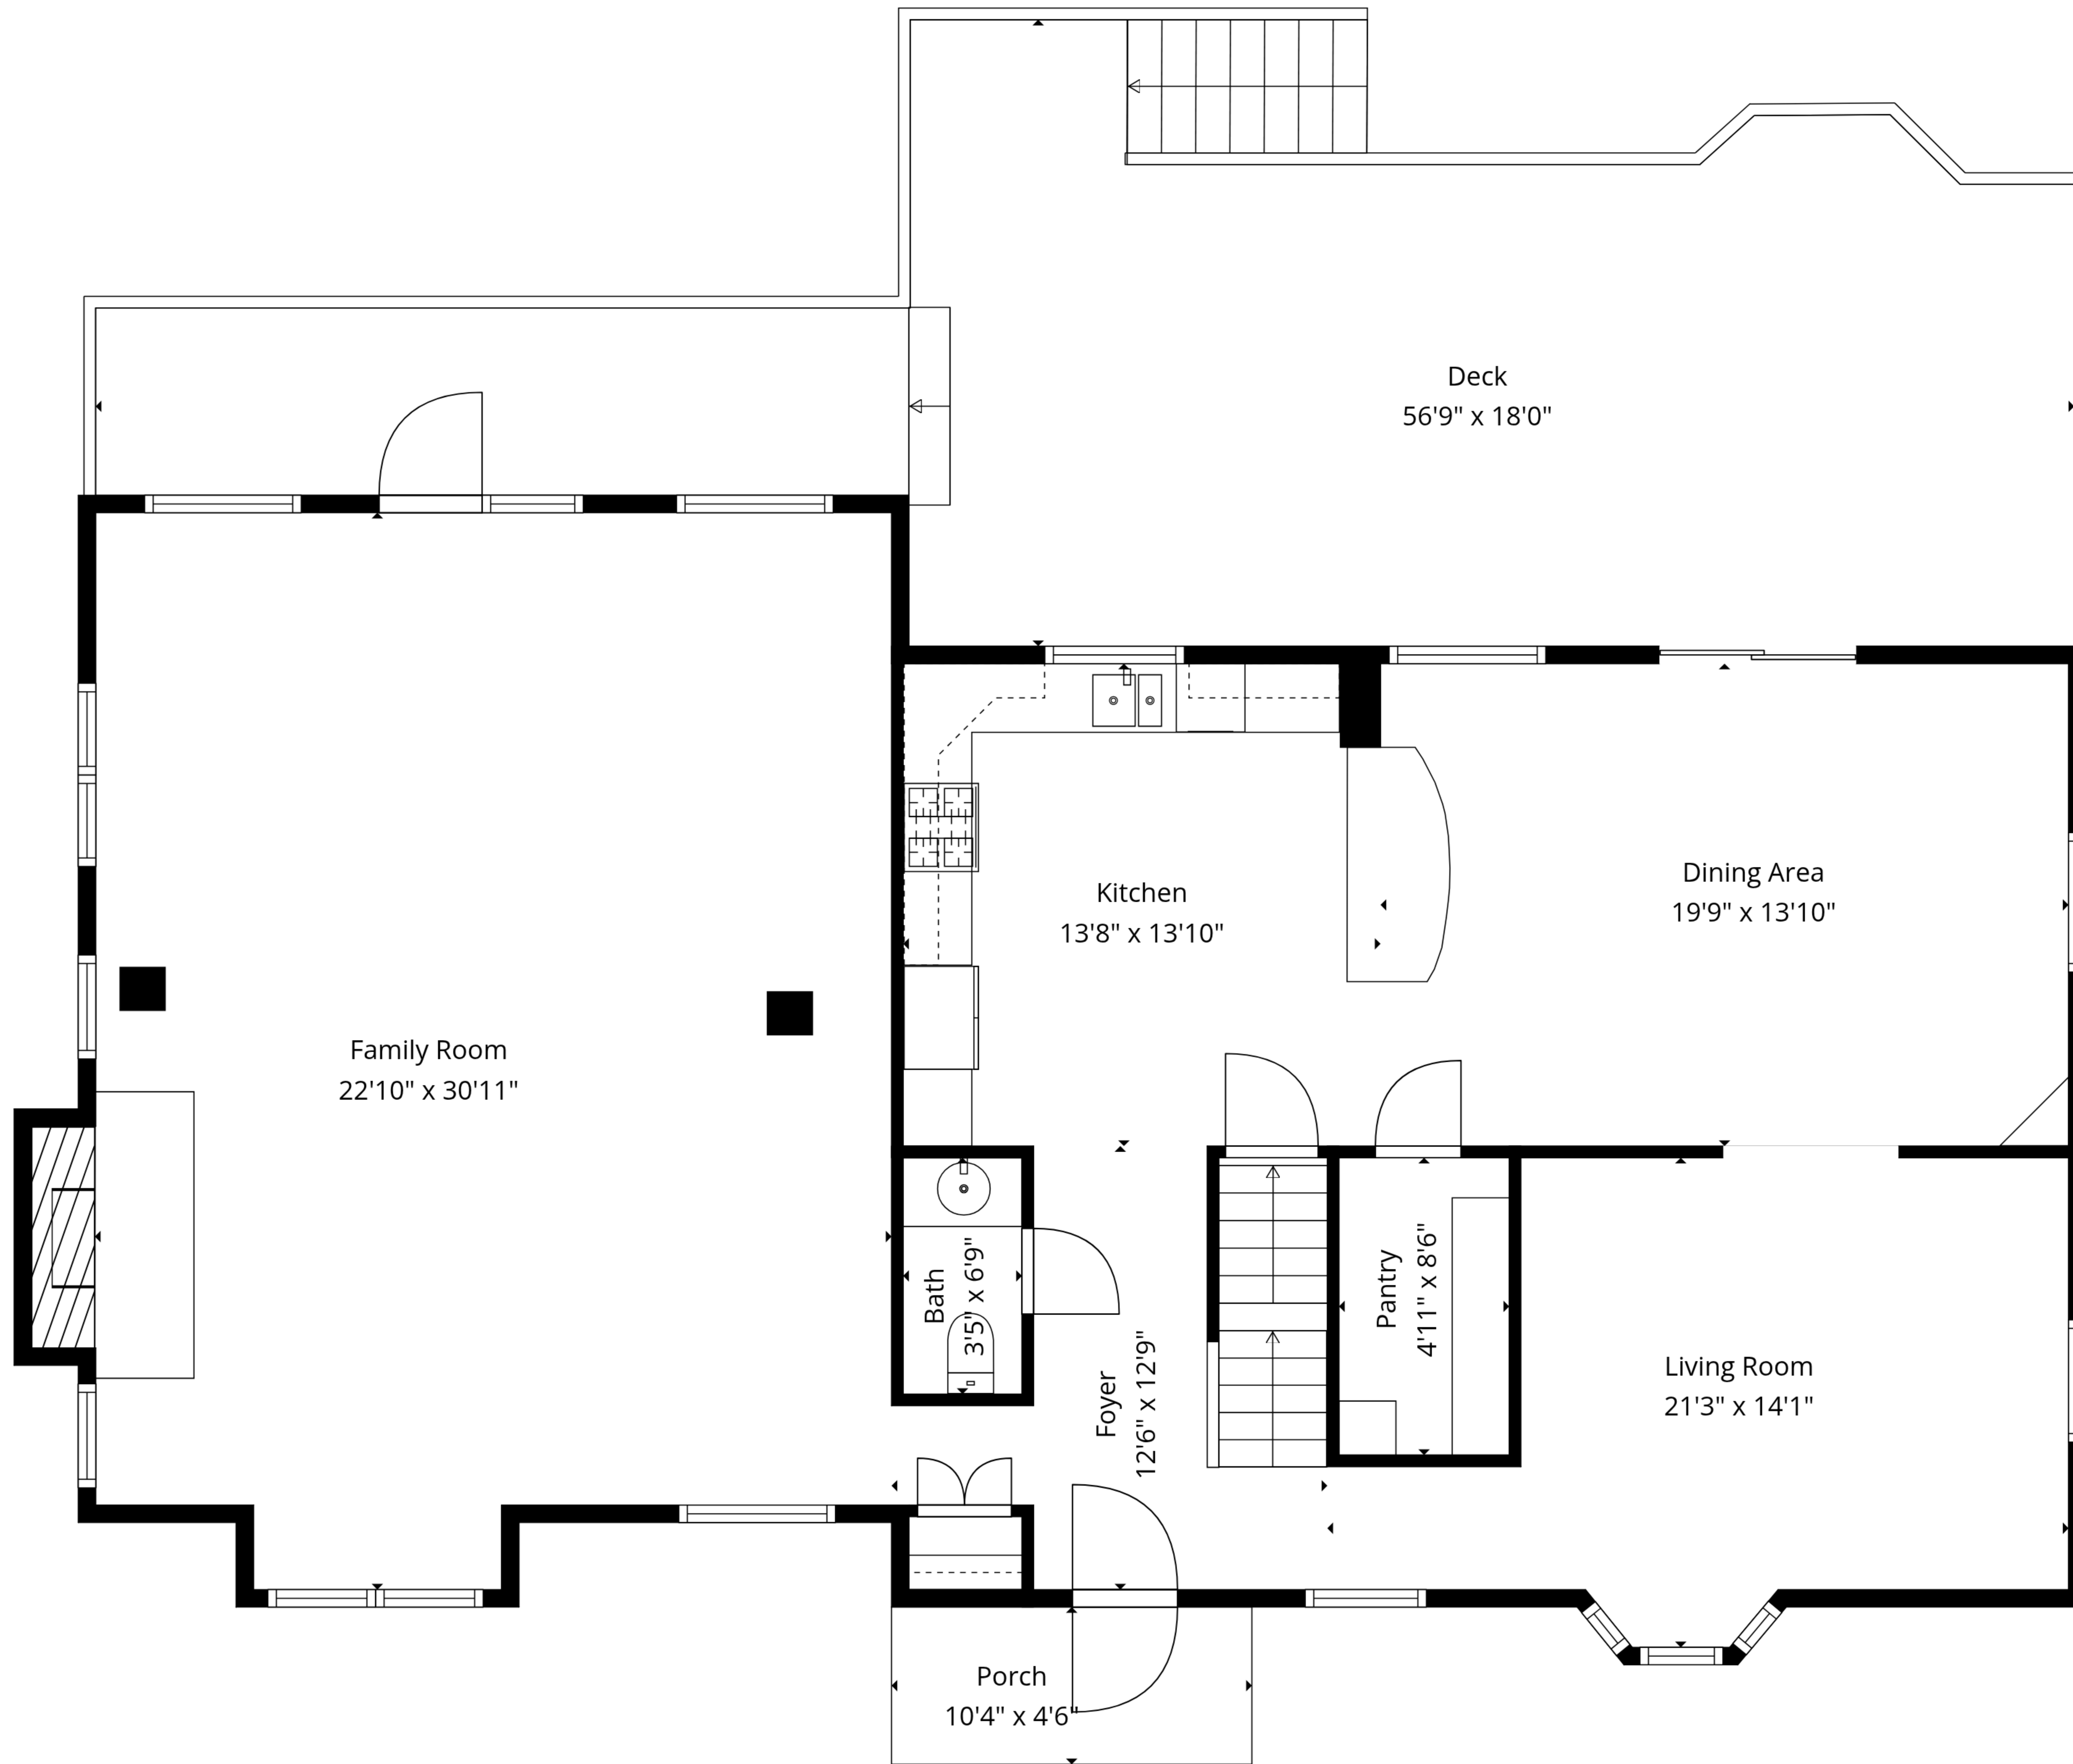 Deck
56'9" x 18'0"
Dining Area
19'9" x 13'10"
Kitchen
13'8" x 13'10"
Family Room
22'10" x 30'11"
Bath
3'5" x 6'9"
Pantry
4'11" x 8'6"
Foyer
12'6" x 12'9"
Living Room
21'3" x 14'1"
Porch
10'4" x 4'6"